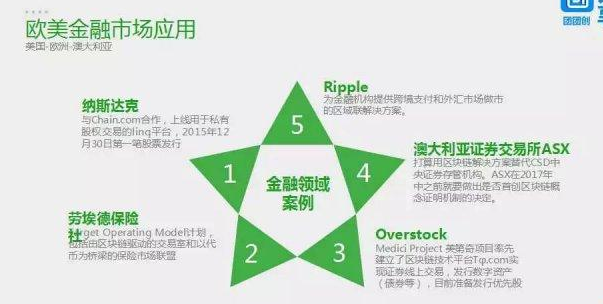 欧美金融市场应用
美国-欧洲-澳大利亚
团团创
Ripple
为金融机构提供跨境支付和外汇市场做市
的区域联解决方案。
5
纳斯达克
与Chain.com合作，上线用于私有
股权交易的linq平台，2015年12
月30日第一笔股票发行
1
澳大利亚证券交易所ASX
打算用区块链解决方案替代CSD中
央证券存管机构。ASX在2017年
中之前就要做出是否首创区块链概
念证明机制的决定。
4
金融领域
案例
劳埃德保险
社
Target Operating Model计划，
包括由区块链驱动的交易室和以代
币为桥梁的保险市场联盟
2
3
Overstock
Medici Project 美第奇项目率先
建立了区块链技术平台Tφ.com实
现证券线上交易，发行数字资产
（债券等），目前准备发行优先股